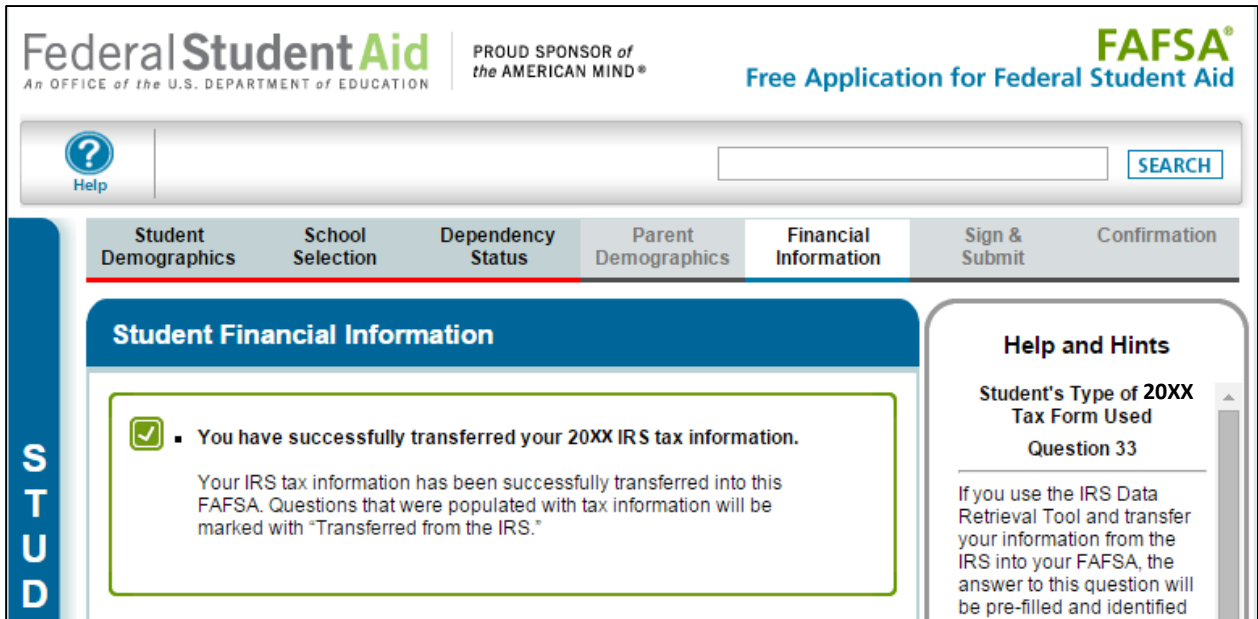 Federal Student Aid
An OFFICE of the U.S. DEPARTMENT of EDUCATION
PROUD SPONSOR of
the AMERICAN MIND®
FAFSA®
Free Application for Federal Student Aid
Help
SEARCH
Student
Demographics
School
Selection
Dependency
Status
Parent
Demographics
Financial
Information
Sign &
Submit
Confirmation
STUD
Student Financial Information
▪ You have successfully transferred your 20XX IRS tax information.
Your IRS tax information has been successfully transferred into this
FAFSA. Questions that were populated with tax information will be
marked with “Transferred from the IRS.”
Help and Hints
Student's Type of 20XX
Tax Form Used
Question 33
If you use the IRS Data
Retrieval Tool and transfer
your information from the
IRS into your FAFSA, the
answer to this question will
be pre-filled and identified